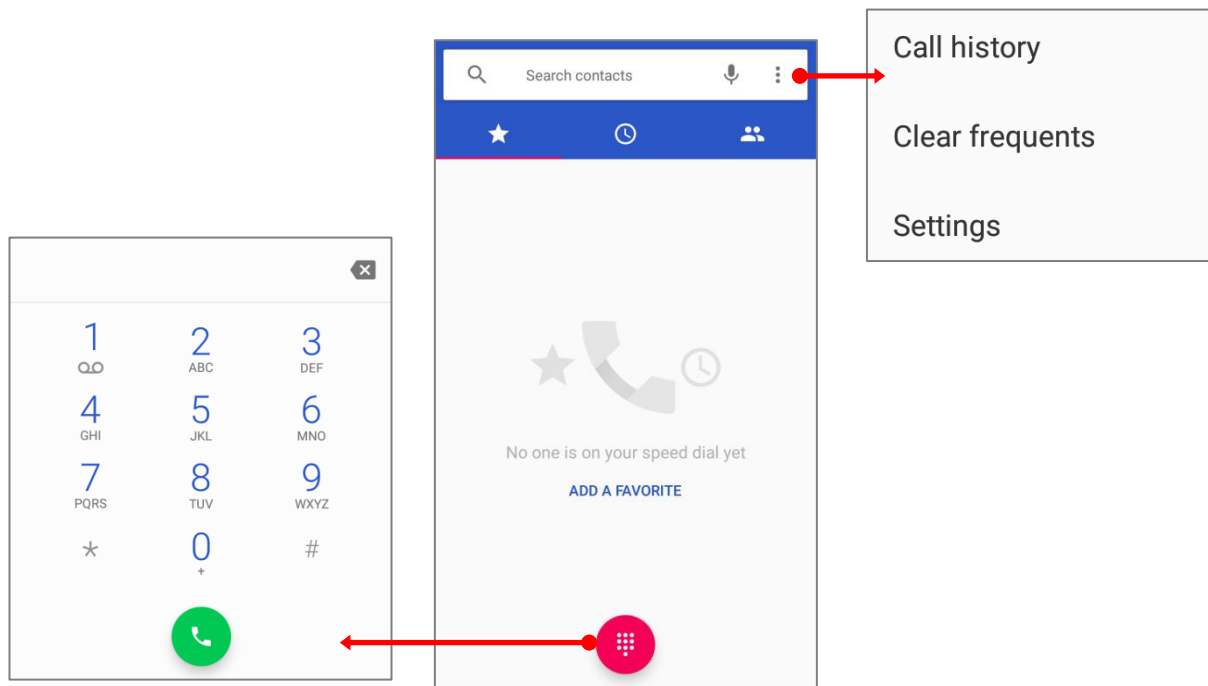 Search contacts
No one is on your speed dial yet
ADD A FAVORITE
Call history
Clear frequents
Settings
1 2 3
ABC DEF
4 5 6
GHI JKL MNO
7 8 9
PQRS TUV WXYZ
* 0 #
+